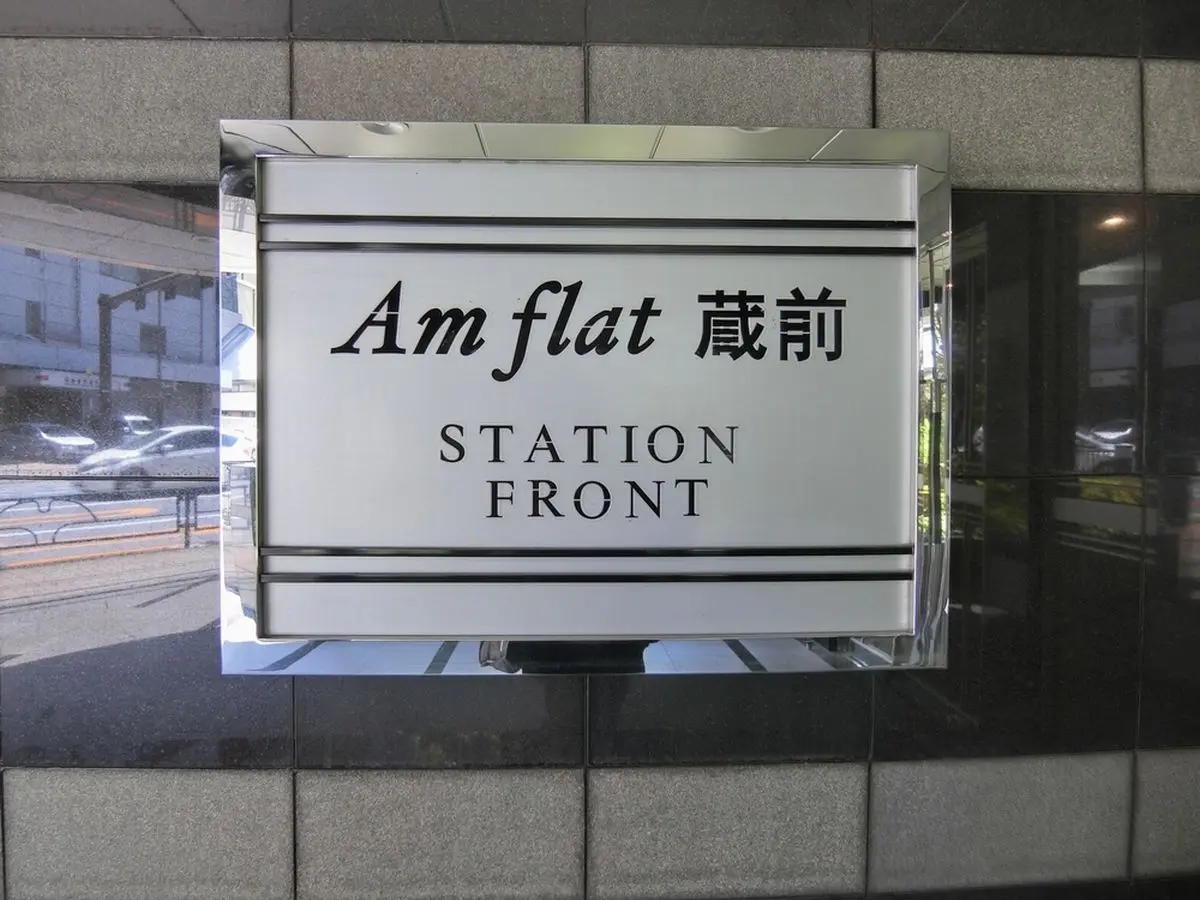 Am flat 蔵前
STATION
FRONT